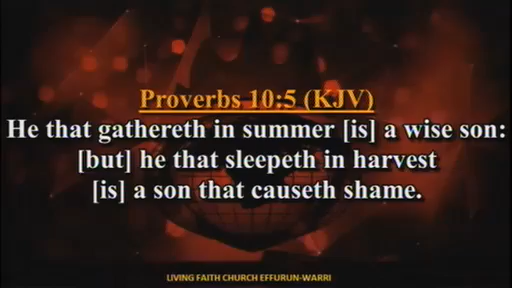 Proverbs 10:5 (KJV)
He that gathereth in summer [is] a wise son:
[but] he that sleepeth in harvest
[is] a son that causeth shame.
LIVING FAITH CHURCH EFFURUN-WARRI